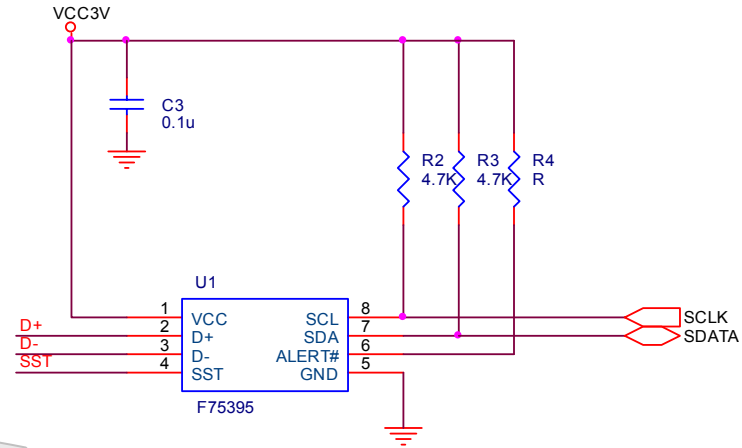 VCC3V
C3
0.1u
R2
4.7K
R3
4.7K
R4
R
U1
1
VCC
2
D+
3
D-
4
SST
SCL
8
SDA
7
ALERT#
6
GND
5
D+
D-
SST
SCLK
SDATA
F75395